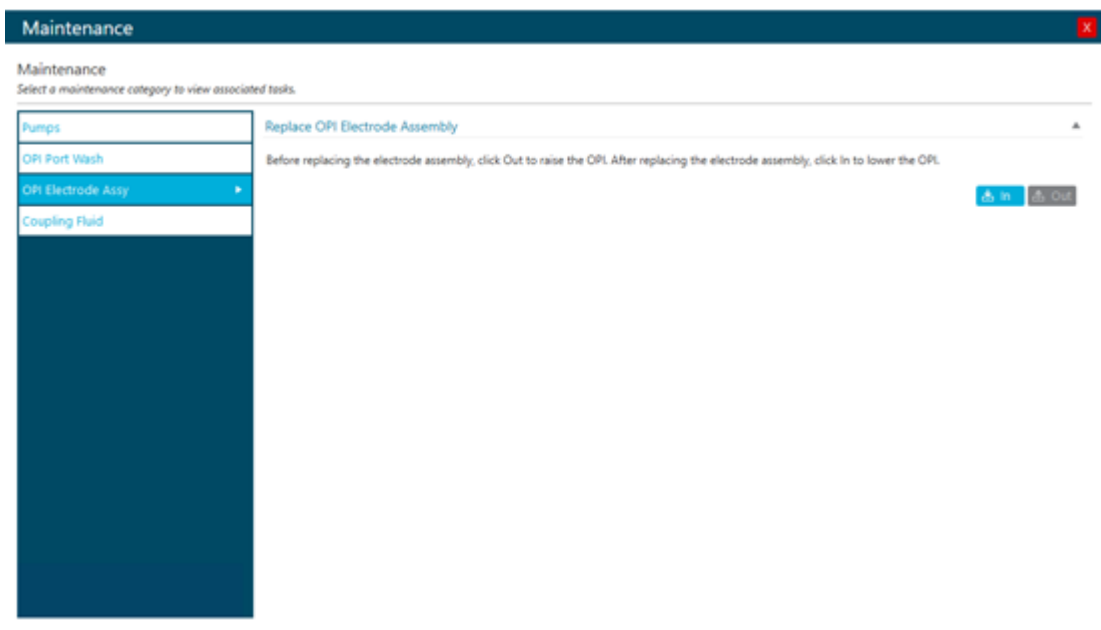 Maintenance
X
Maintenance
Select a maintenance category to view associated tasks.
Pumps
OPI Port Wash
OPI Electrode Assy
Coupling Fluid
Replace OPI Electrode Assembly
Before replacing the electrode assembly, click Out to raise the OPI. After replacing the electrode assembly, click In to lower the OPI.
In
Out